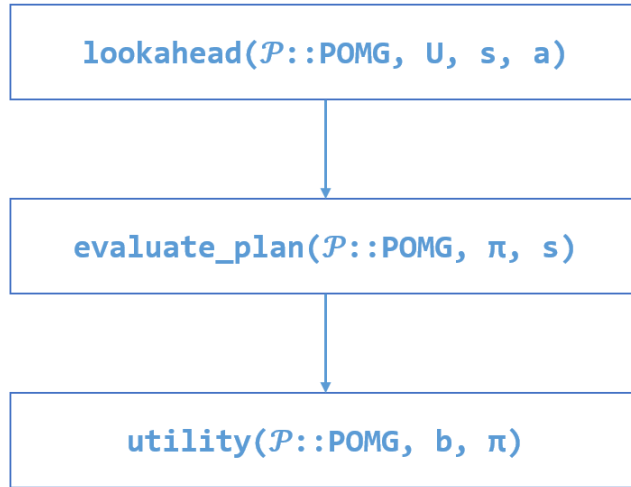 lookahead(𝒫::POMG, U, s, a)
evaluate_plan(𝒫::POMG, π, s)
utility(𝒫::POMG, b, π)